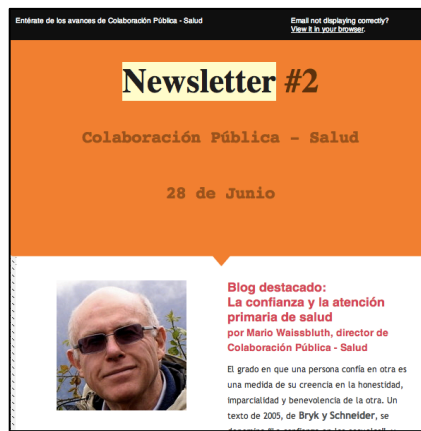 Entérate de los avances de Colaboración Pública - Salud
Email not displaying correctly?
View it in your browser.
Newsletter #2
Colaboración Pública – Salud
28 de Junio
Blog destacado:
La confianza y la atención
primaria de salud
por Mario Waissbluth, director de
Colaboración Pública - Salud
El grado en que una persona confía en otra es
una medida de su creencia en la honestidad,
imparcialidad y benevolencia de la otra. Un
texto de 2005, de Bryk y Schneider, se